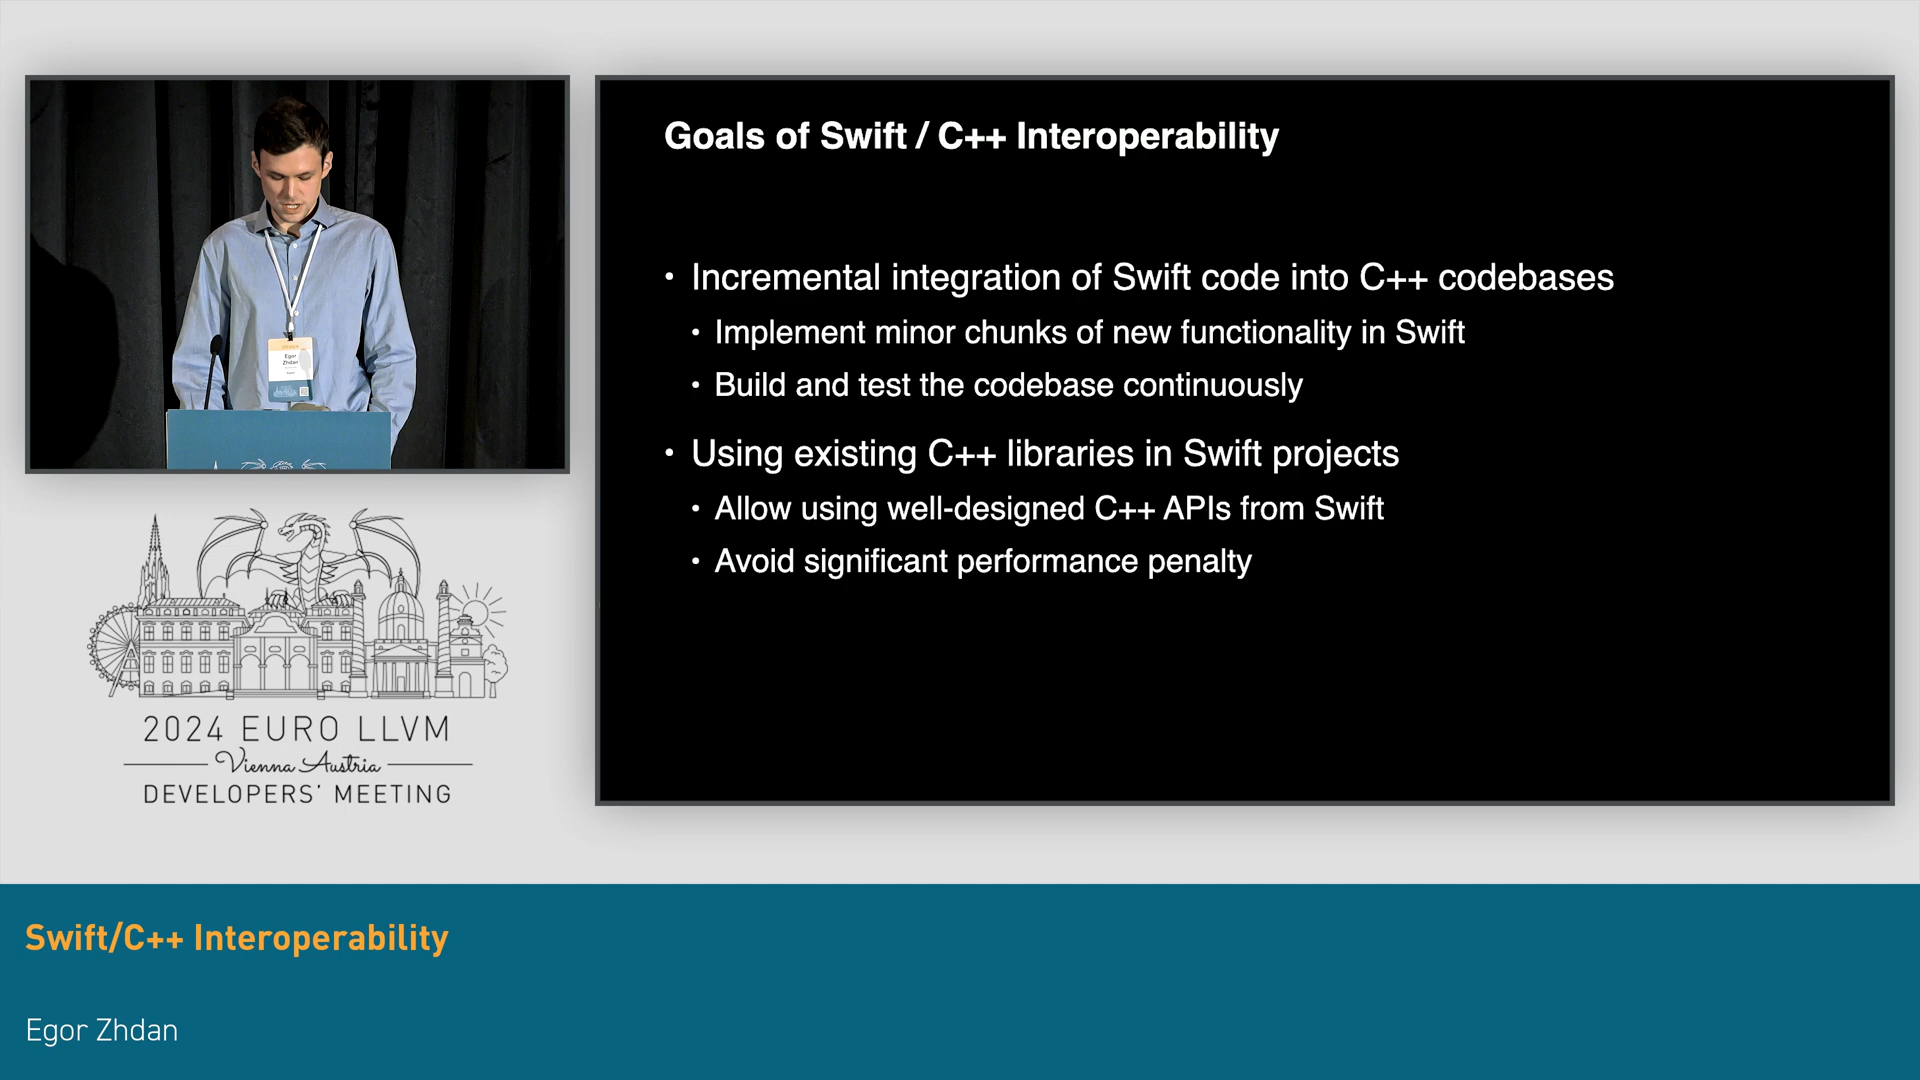 Egor
Zhdan
Goals of Swift / C++ Interoperability
• Incremental integration of Swift code into C++ codebases
• Implement minor chunks of new functionality in Swift
• Build and test the codebase continuously
• Using existing C++ libraries in Swift projects
• Allow using well-designed C++ APIs from Swift
• Avoid significant performance penalty
2024 EURO LLVM
Vienna Austria
DEVELOPERS' MEETING
Swift/C++ Interoperability
Egor Zhdan